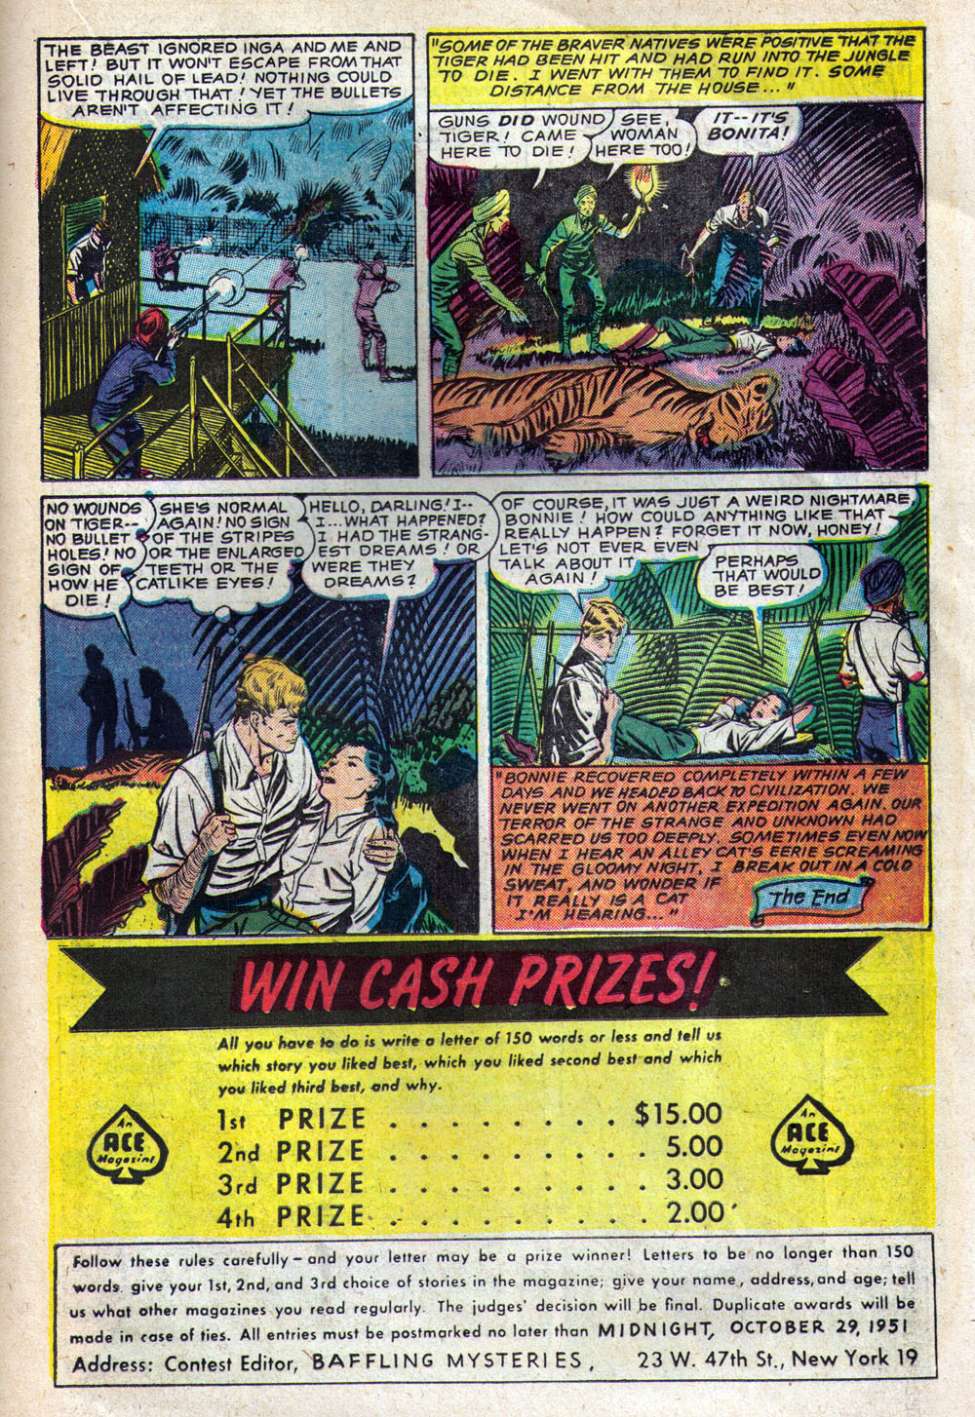 THE BEAST IGNORED INGA AND ME AND
LEFT! BUT IT WON'T ESCAPE FROM THAT
SOLID HAIL OF LEAD! NOTHING COULD
LIVE THROUGH THAT! YET THE BULLETS
AREN'T AFFECTING IT!
"SOME OF THE BRAVER NATIVES WERE POSITIVE THAT THE
TIGER HAD BEEN HIT AND HAD RUN INTO THE JUNGLE
TO DIE. I WENT WITH THEM TO FIND IT. SOME
DISTANCE FROM THE HOUSE..."
GUNS DID WOUND
TIGER! CAME
HERE TO DIE!
SEE,
WOMAN
HERE TOO!
IT--IT'S
BONITA!
NO WOUNDS
ON TIGER--
NO BULLET
HOLES! NO
SIGN OF
HOW HE
DIE!
SHE'S NORMAL
AGAIN! NO SIGN
OF THE STRIPES
OR THE ENLARGED
TEETH OR THE
CATLIKE EYES!
HELLO, DARLING! I--
I...WHAT HAPPENED?
I HAD THE STRANG-
EST DREAMS! OR
WERE THEY
DREAMS?
OF COURSE, IT WAS JUST A WEIRD NIGHTMARE,
BONNIE! HOW COULD ANYTHING LIKE THAT
REALLY HAPPEN? FORGET IT NOW, HONEY!
LET'S NOT EVER EVEN
TALK ABOUT IT
AGAIN!
PERHAPS
THAT WOULD
BE BEST!
"BONNIE RECOVERED COMPLETELY WITHIN A FEW
DAYS AND WE HEADED BACK TO CIVILIZATION. WE
NEVER WENT ON ANOTHER EXPEDITION AGAIN. OUR
TERROR OF THE STRANGE AND UNKNOWN HAD
SCARRED US TOO DEEPLY. SOMETIMES EVEN NOW
WHEN I HEAR AN ALLEY CAT'S EERIE SCREAMING
IN THE GLOOMY NIGHT, I BREAK OUT IN A COLD
SWEAT, AND WONDER IF
IT REALLY IS A CAT
I'M HEARING..."
The End
WIN CASH PRIZES!
All you have to do is write a letter of 150 words or less and tell us
which story you liked best, which you liked second best and which
you liked third best, and why.
1st PRIZE . . . . . . . . $15.00
2nd PRIZE . . . . . . . . . 5.00
3rd PRIZE . . . . . . . . . 3.00
4th PRIZE . . . . . . . . . 2.00
An
ACE
Magazine
An
ACE
Magazine
Follow these rules carefully – and your letter may be a prize winner! Letters to be no longer than 150
words. give your 1st, 2nd, and 3rd choice of stories in the magazine; give your name, address, and age; tell
us what other magazines you read regularly. The judges' decision will be final. Duplicate awards will be
made in case of ties. All entries must be postmarked no later than MIDNIGHT, OCTOBER 29, 1951
Address: Contest Editor, BAFFLING MYSTERIES, 23 W. 47th St., New York 19